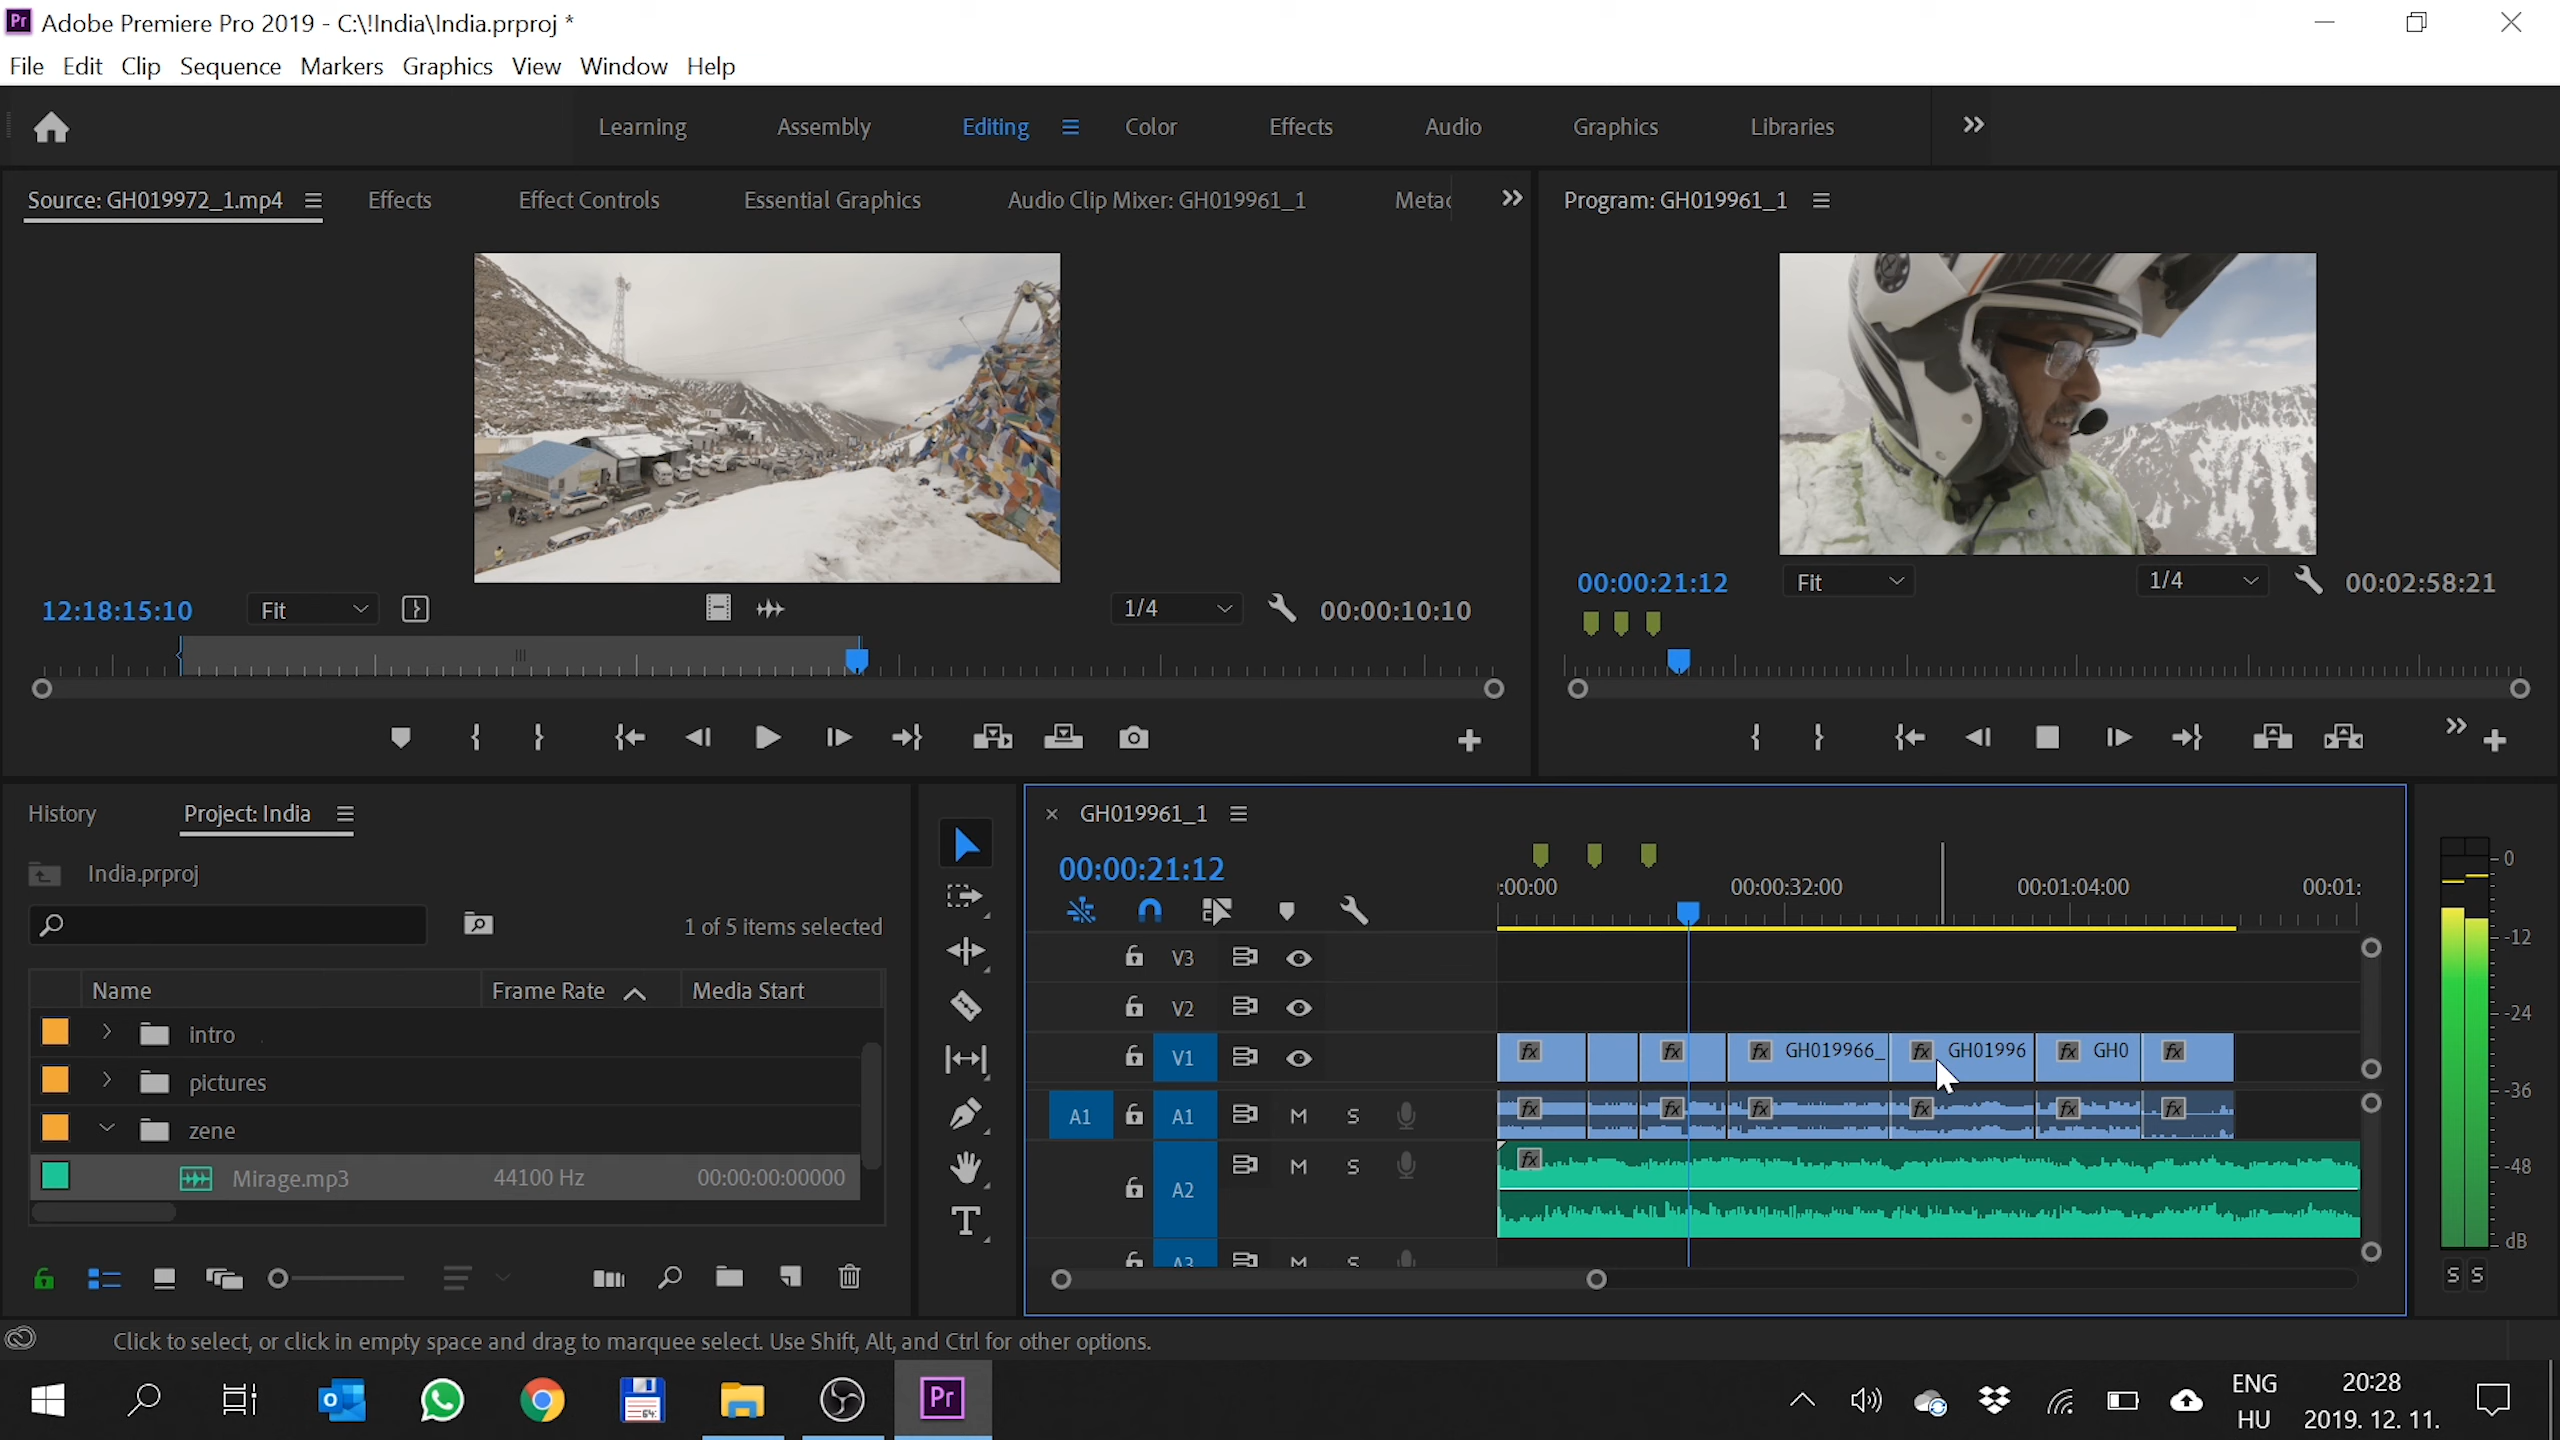 Pr Adobe Premiere Pro 2019 - C:\!India\India.prproj *
File Edit Clip Sequence Markers Graphics View Window Help
Learning Assembly Editing Color Effects Audio Graphics Libraries
Source: GH019972_1.mp4 Effects Effect Controls Essential Graphics Audio Clip Mixer: GH019961_1 Metad
Program: GH019961_1
12:18:15:10 Fit 1/4 00:00:10:10
00:00:21:12 Fit 1/4 00:02:58:21
History Project: India
India.prproj
1 of 5 items selected
Name Frame Rate Media Start
intro
pictures
zene
Mirage.mp3 44100 Hz 00:00:00:00000
T
× GH019961_1
00:00:21:12
:00:00 00:00:32:00 00:01:04:00 00:01:
V3
V2
V1 fx fx fx GH019966_ fx GH01996 fx GH0 fx
A1 A1 M S fx fx fx fx fx fx
A2 M S fx
A3 M S
0
-12
-24
-36
-48
dB
S S
Click to select, or click in empty space and drag to marquee select. Use Shift, Alt, and Ctrl for other options.
64
Pr
ENG
HU
20:28
2019. 12. 11.